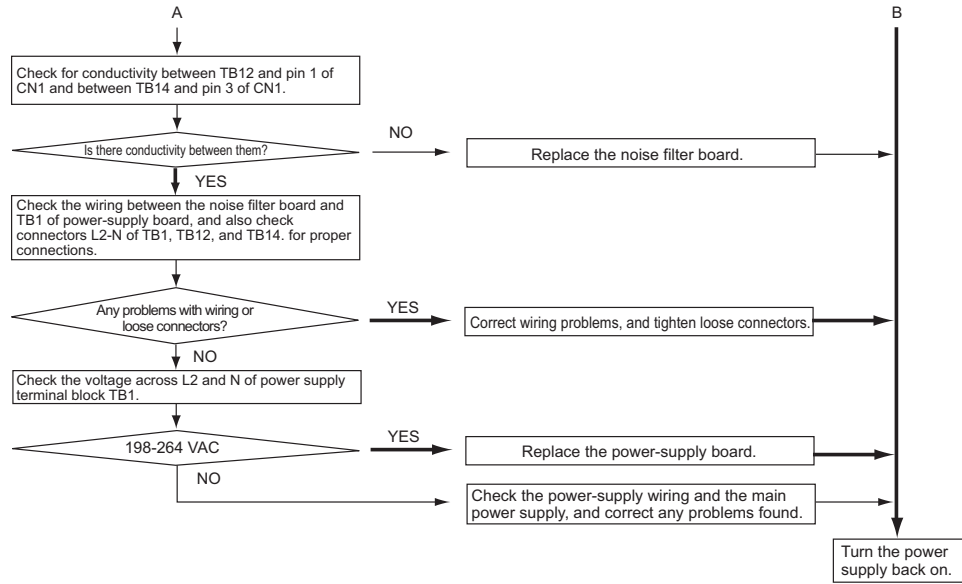 A
B
Check for conductivity between TB12 and pin 1 of
CN1 and between TB14 and pin 3 of CN1.
NO
Is there conductivity between them?
Replace the noise filter board.
YES
Check the wiring between the noise filter board and
TB1 of power-supply board, and also check
connectors L2-N of TB1, TB12, and TB14. for proper
connections.
YES
Any problems with wiring or
loose connectors?
Correct wiring problems, and tighten loose connectors.
NO
Check the voltage across L2 and N of power supply
terminal block TB1.
YES
198-264 VAC
Replace the power-supply board.
NO
Check the power-supply wiring and the main
power supply, and correct any problems found.
Turn the power
supply back on.